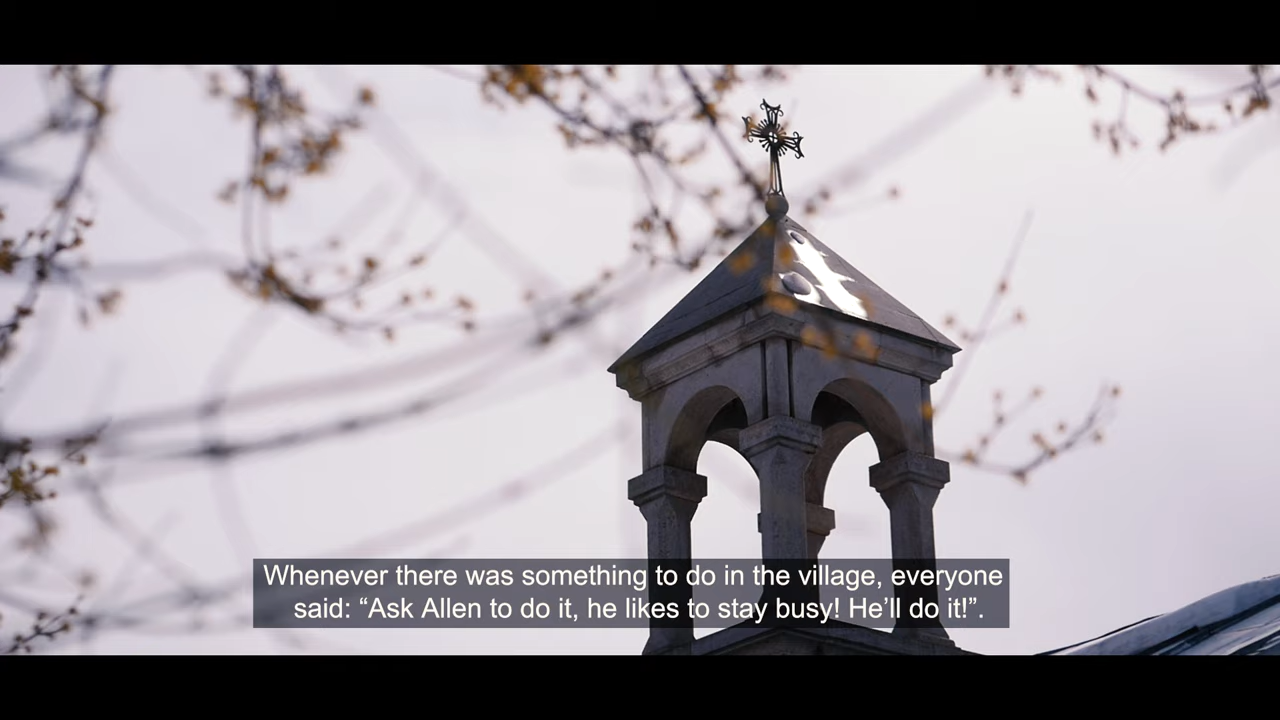 Whenever there was something to do in the village, everyone
said: “Ask Allen to do it, he likes to stay busy! He’ll do it!”.